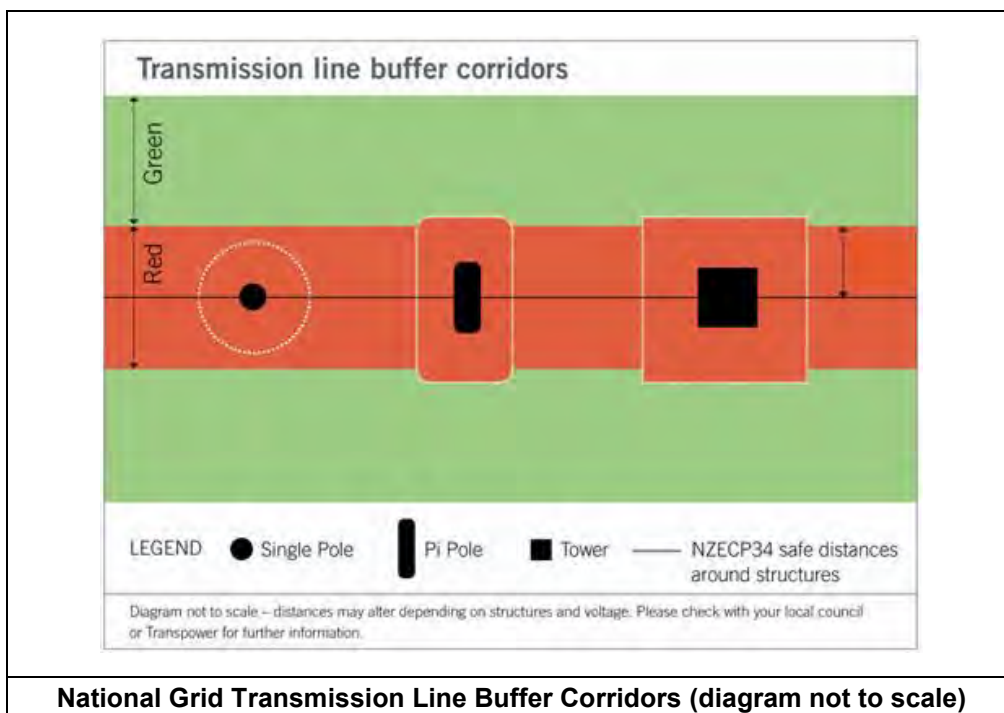 Transmission line buffer corridors
Green
Red
LEGEND
Single Pole
Pi Pole
Tower
NZECP34 safe distances
around structures
Diagram not to scale – distances may alter depending on structures and voltage. Please check with your local council
or Transpower for further information.
National Grid Transmission Line Buffer Corridors (diagram not to scale)